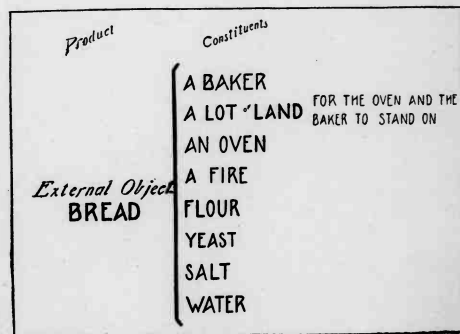 Product
Constituents
A BAKER
A LOT of LAND
FOR THE OVEN AND THE
BAKER TO STAND ON
AN OVEN
A FIRE
External Object
BREAD
FLOUR
YEAST
SALT
WATER